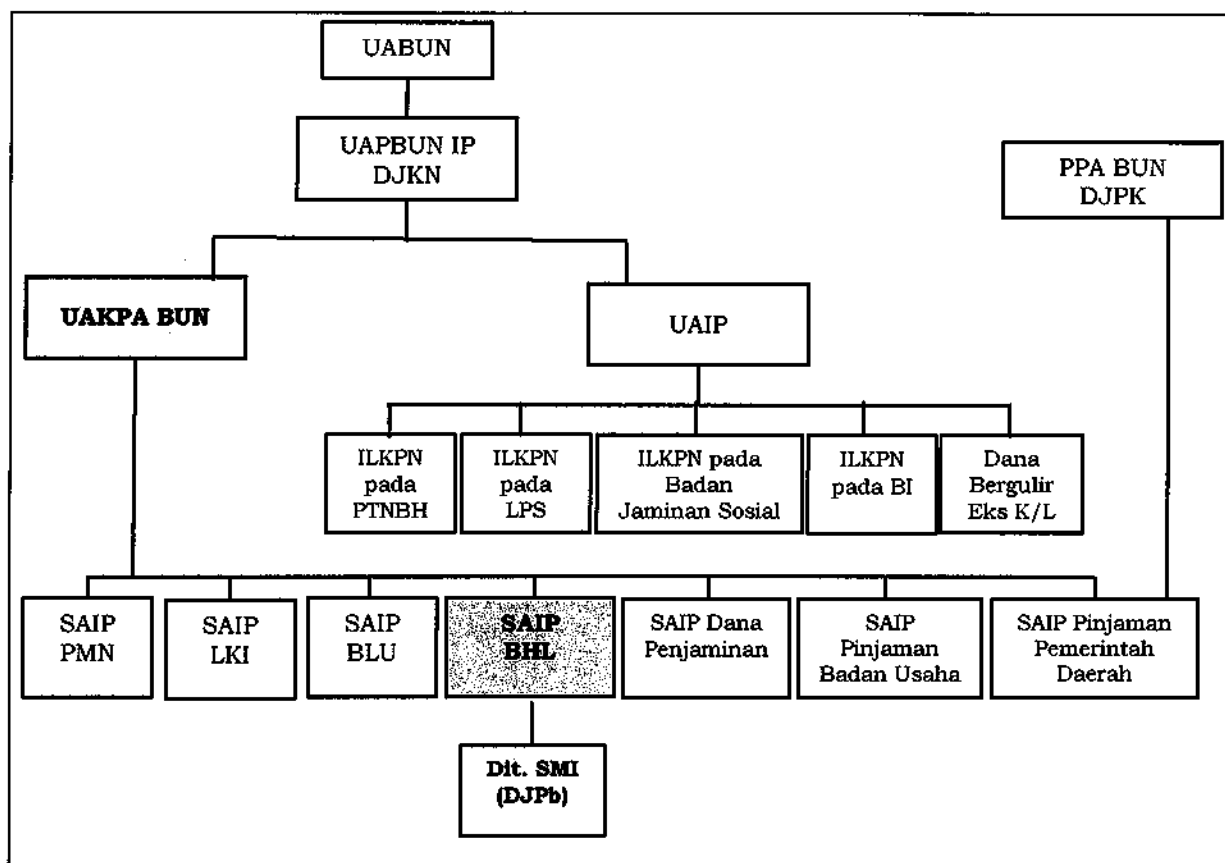 UABUN
UAPBUN IP
DJKN
PPA BUN
DJPK
UAKPA BUN
UAIP
ILKPN
pada
PTNBH
ILKPN
pada
LPS
ILKPN pada
Badan
Jaminan Sosial
ILKPN
pada BI
Dana
Bergulir
Eks K/L
SAIP
PMN
SAIP
LKI
SAIP
BLU
SAIP
BHL
SAIP Dana
Penjaminan
SAIP
Pinjaman
Badan Usaha
SAIP Pinjaman
Pemerintah
Daerah
Dit. SMI
(DJPb)